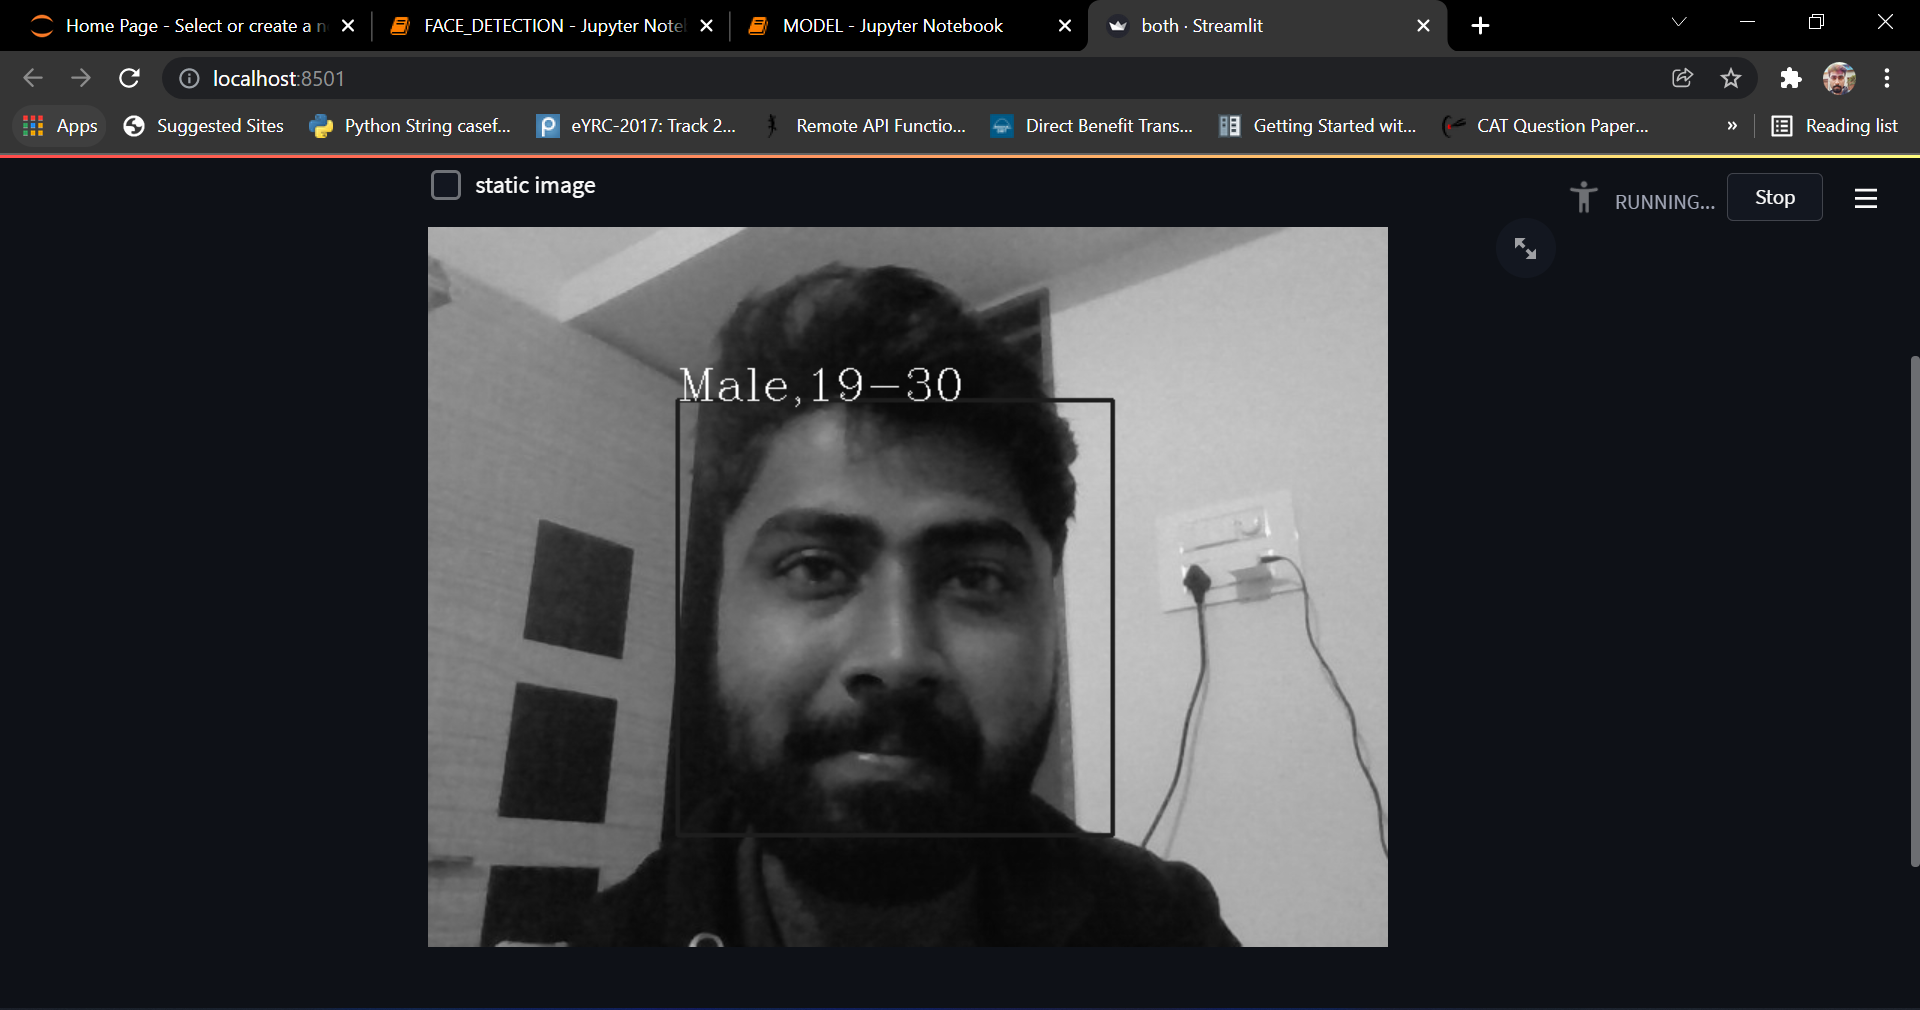 Home Page - Select or create a n
FACE_DETECTION - Jupyter Note
MODEL - Jupyter Notebook
both · Streamlit
localhost:8501
Apps
Suggested Sites
Python String casef...
eYRC-2017: Track 2...
Remote API Functio...
Direct Benefit Trans...
Getting Started wit...
CAT Question Paper...
»
Reading list
static image
RUNNING...
Stop
Male,19-30